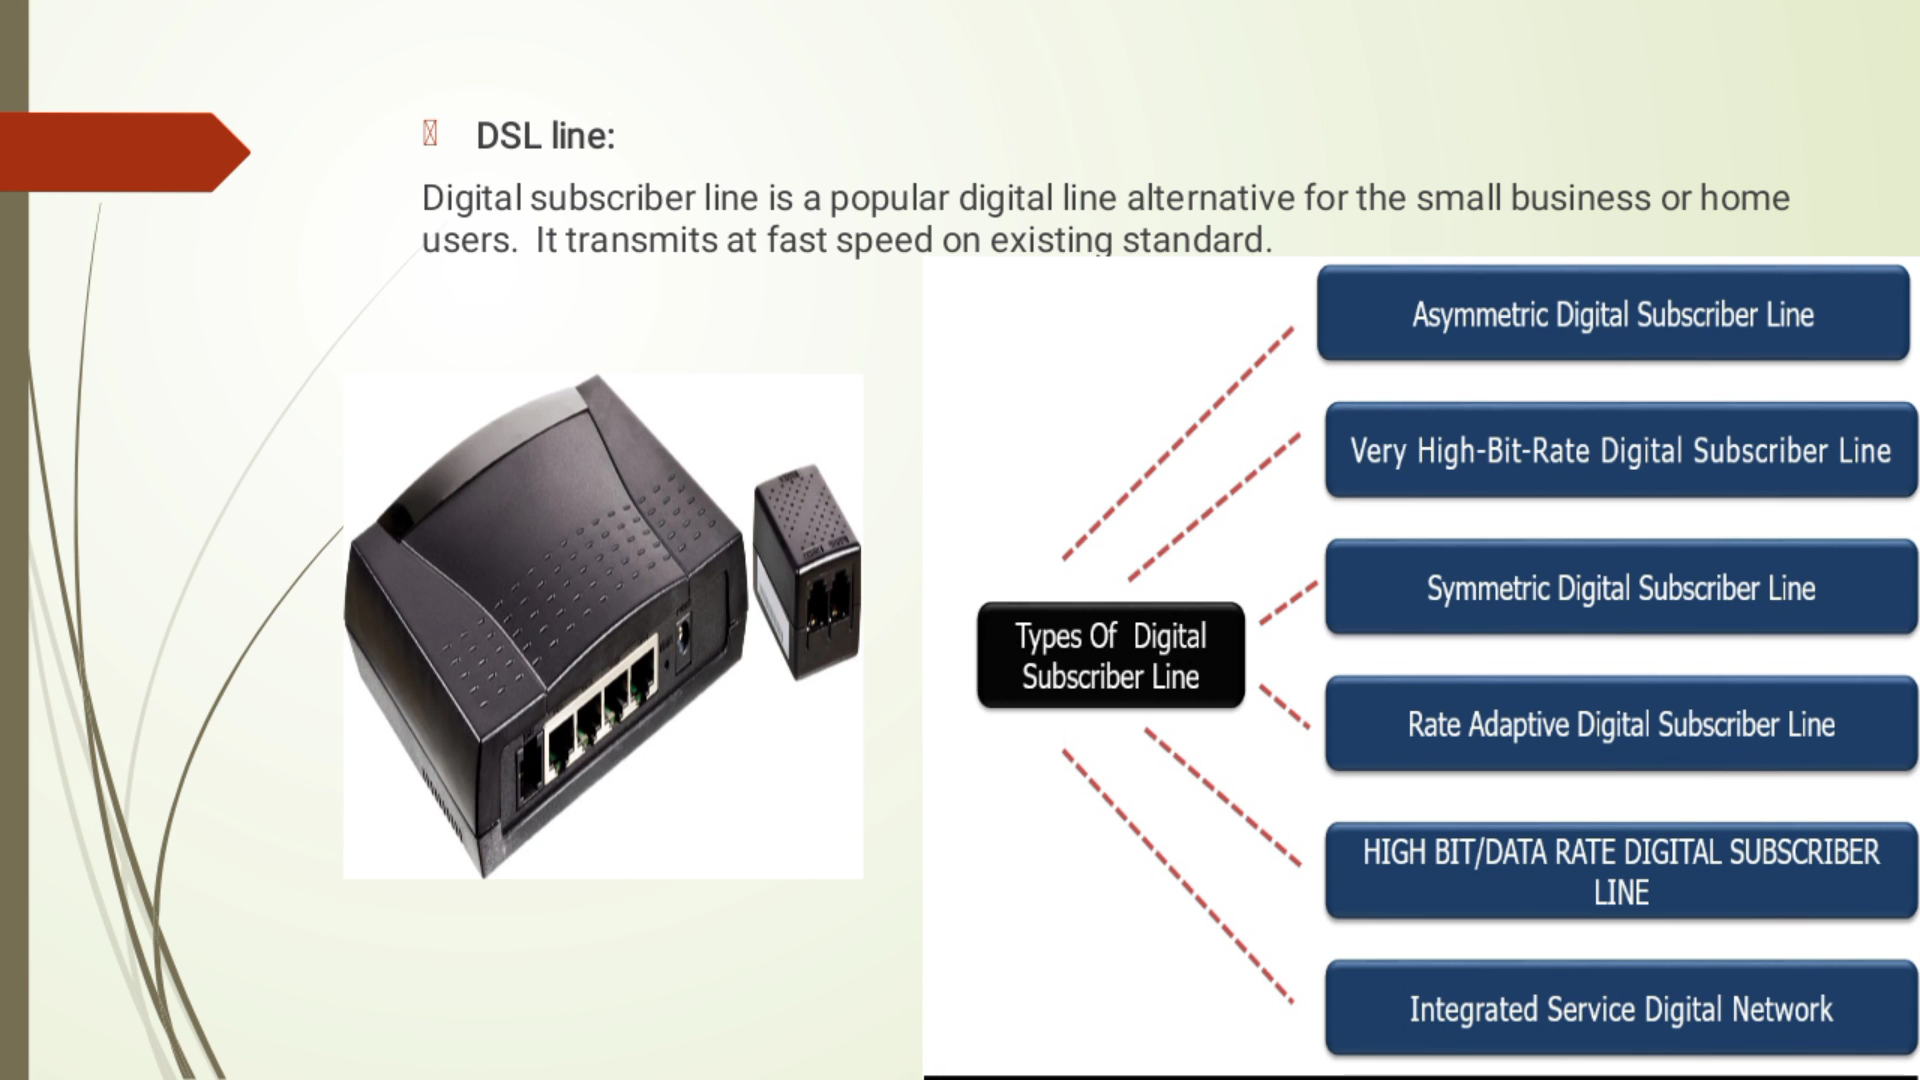 DSL line:
Digital subscriber line is a popular digital line alternative for the small business or home
users.  It transmits at fast speed on existing standard.
Types Of  Digital
Subscriber Line
Asymmetric Digital Subscriber Line
Very High-Bit-Rate Digital Subscriber Line
Symmetric Digital Subscriber Line
Rate Adaptive Digital Subscriber Line
HIGH BIT/DATA RATE DIGITAL SUBSCRIBER
LINE
Integrated Service Digital Network